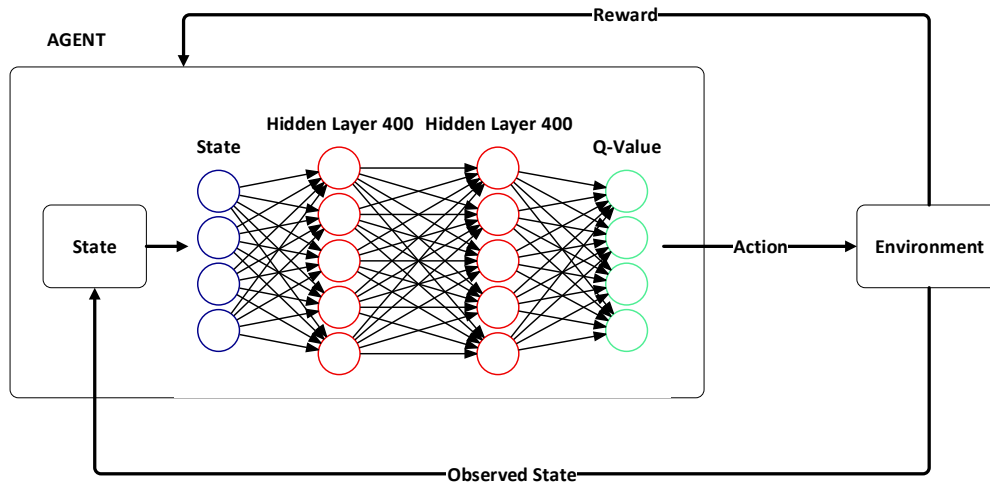 Reward
AGENT
Hidden Layer 400 Hidden Layer 400
State
Q-Value
State
Action
Environment
Observed State